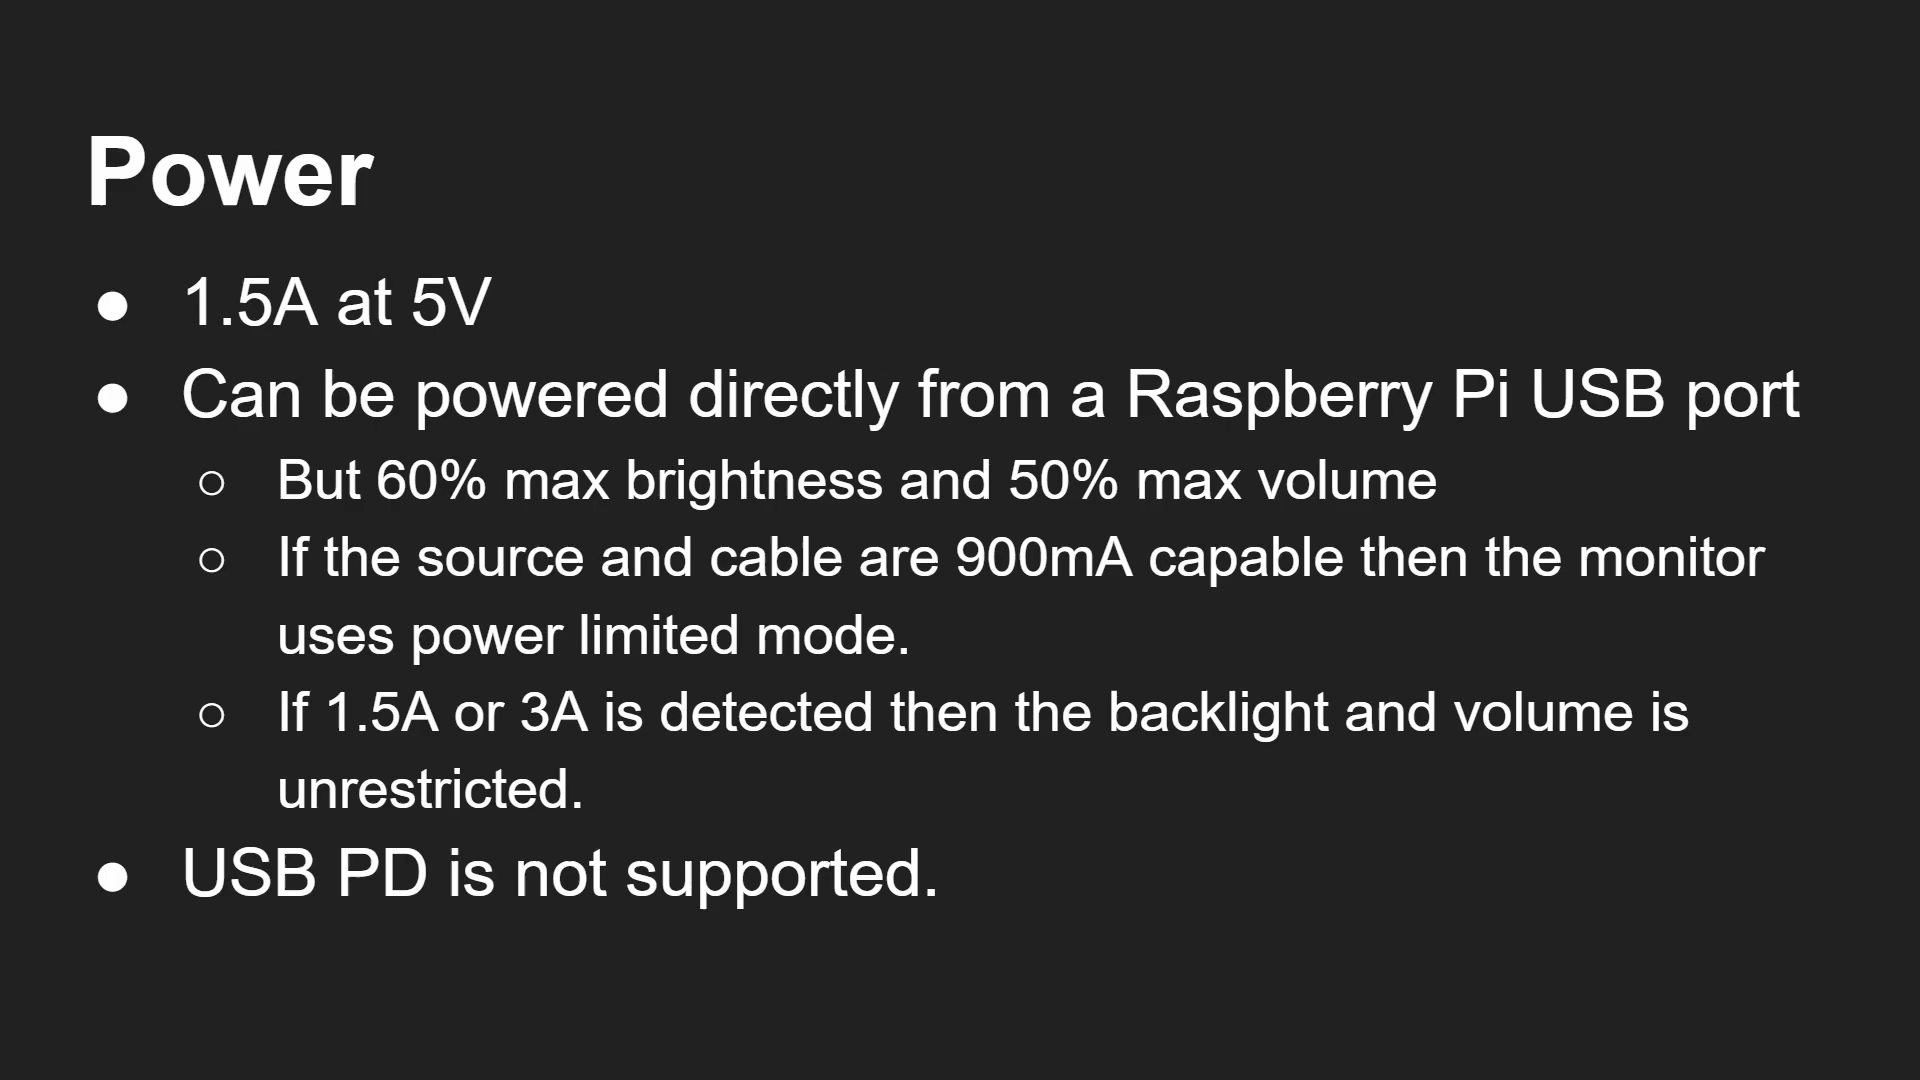 Power
● 1.5A at 5V
● Can be powered directly from a Raspberry Pi USB port
○ But 60% max brightness and 50% max volume
○ If the source and cable are 900mA capable then the monitor
uses power limited mode.
○ If 1.5A or 3A is detected then the backlight and volume is
unrestricted.
● USB PD is not supported.